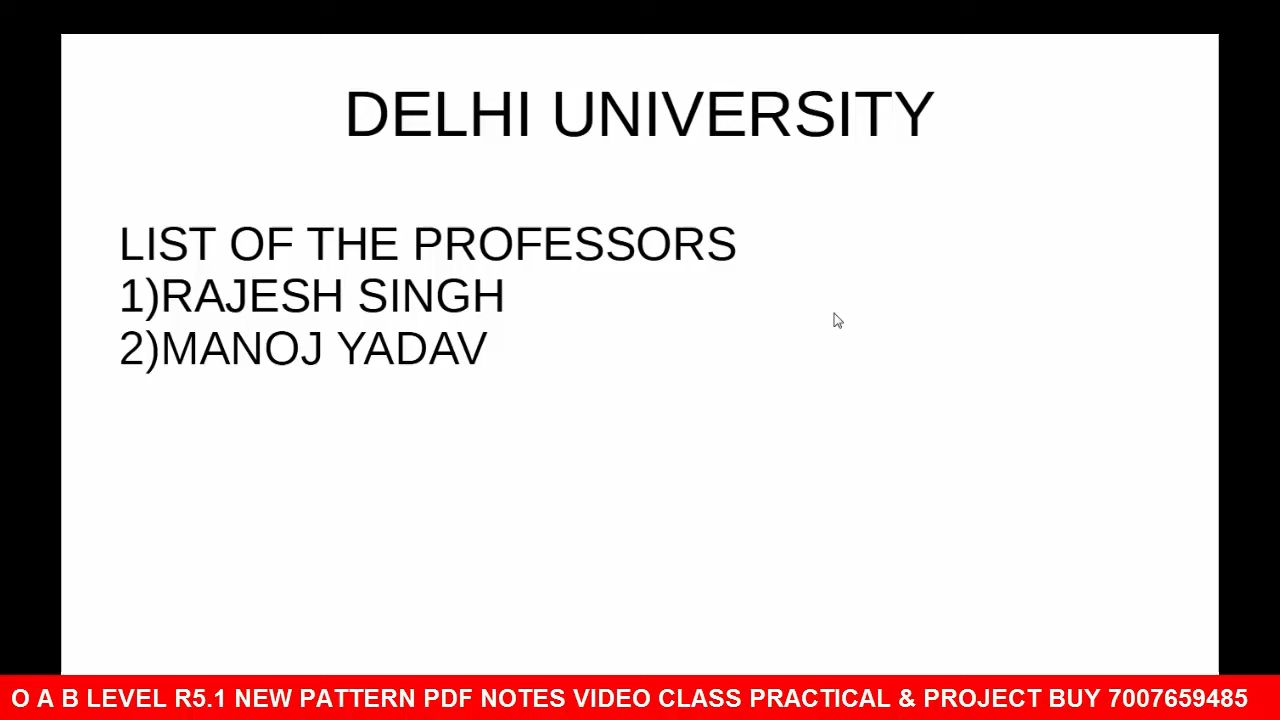 DELHI UNIVERSITY
LIST OF THE PROFESSORS
1)RAJESH SINGH
2)MANOJ YADAV
O A B LEVEL R5.1 NEW PATTERN PDF NOTES VIDEO CLASS PRACTICAL & PROJECT BUY 7007659485